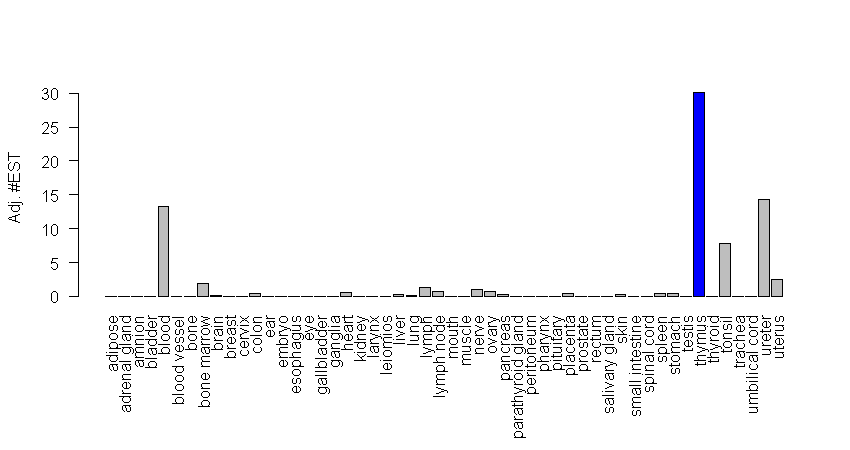 Adj. #EST
30
25
20
15
10
5
0
adipose
adrenal gland
amnion
bladder
blood
blood vessel
bone
bone marrow
brain
breast
cervix
colon
ear
embryo
esophagus
eye
gallbladder
ganglia
heart
kidney
larynx
leiomios
liver
lung
lymph
lymph node
mouth
muscle
nerve
ovary
pancreas
parathyroid gland
peritoneum
pharynx
pituitary
placenta
prostate
rectum
salivary gland
skin
small intestine
spinal cord
spleen
stomach
testis
thymus
thyroid
tonsil
trachea
umbilical cord
ureter
uterus